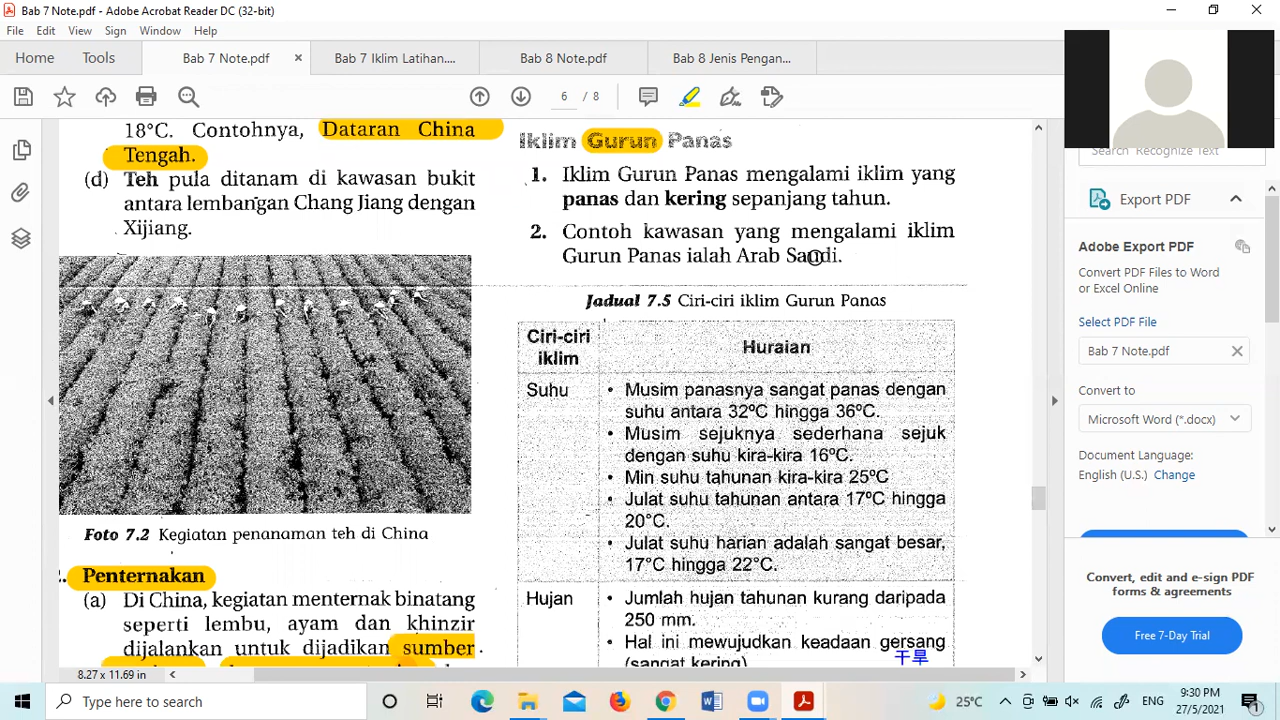 Bab 7 Note.pdf - Adobe Acrobat Reader DC (32-bit)
File Edit View Sign Window Help
Home Tools Bab 7 Note.pdf Bab 7 Iklim Latihan.... Bab 8 Note.pdf Bab 8 Jenis Pengan...
6 / 8
18°C. Contohnya, Dataran China
Tengah.
(d) Teh pula ditanam di kawasan bukit
antara lembangan Chang Jiang dengan
Xijiang.
Foto 7.2 Kegiatan penanaman teh di China
2. Penternakan
(a) Di China, kegiatan menternak binatang
seperti lembu, ayam dan khinzir
dijalankan untuk dijadikan sumber
Iklim Gurun Panas
1. Iklim Gurun Panas mengalami iklim yang
panas dan kering sepanjang tahun.
2. Contoh kawasan yang mengalami iklim
Gurun Panas ialah Arab Saudi.
Jadual 7.5 Ciri-ciri iklim Gurun Panas
Ciri-ciri
iklim
Huraian
Suhu
• Musim panasnya sangat panas dengan
suhu antara 32°C hingga 36°C.
• Musim sejuknya sederhana sejuk
dengan suhu kira-kira 16°C.
• Min suhu tahunan kira-kira 25°C
• Julat suhu tahunan antara 17°C hingga
20°C.
• Julat suhu harian adalah sangat besar,
17°C hingga 22°C.
Hujan
• Jumlah hujan tahunan kurang daripada
250 mm.
• Hal ini mewujudkan keadaan gersang
(sangat kering)
干旱
8.27 x 11.69 in
Search 'Recognize Text'
Export PDF
Adobe Export PDF
Convert PDF Files to Word
or Excel Online
Select PDF File
Bab 7 Note.pdf
Convert to
Microsoft Word (*.docx)
Document Language:
English (U.S.) Change
Convert, edit and e-sign PDF
forms & agreements
Free 7-Day Trial
Type here to search
25°C
ENG
9:30 PM
27/5/2021